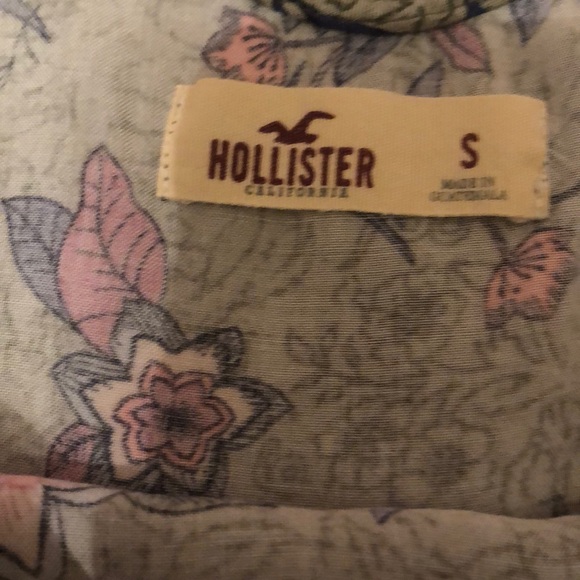 HOLLISTER
CALIFORNIA
S
MADE IN
GUATEMALA